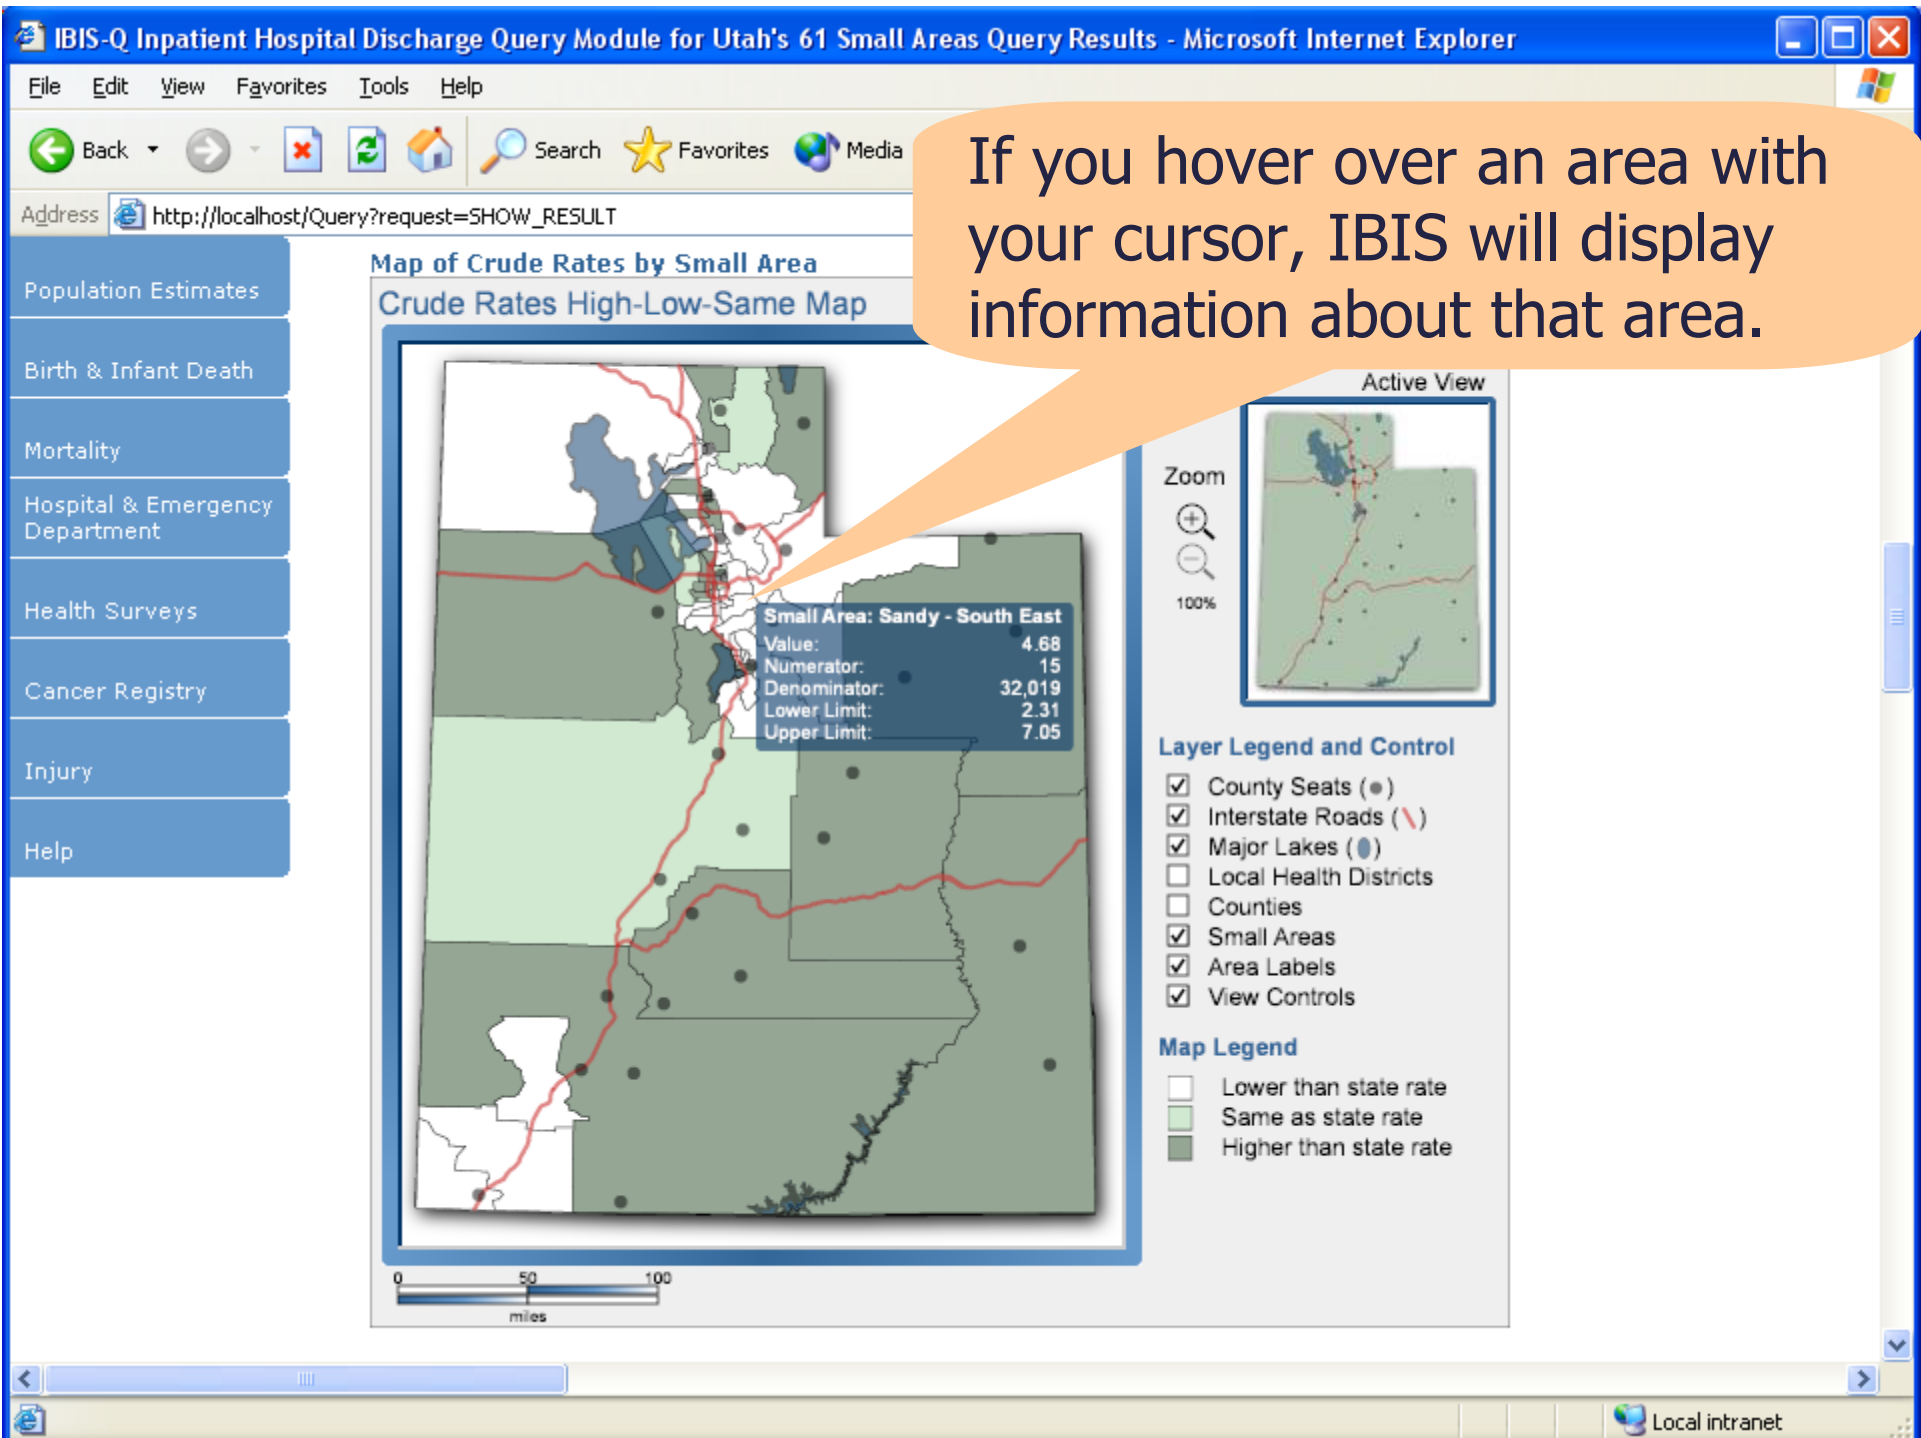 IBIS-Q Inpatient Hospital Discharge Query Module for Utah's 61 Small Areas Query Results - Microsoft Internet Explorer
File Edit View Favorites Tools Help
Back Search Favorites Media
If you hover over an area with
your cursor, IBIS will display
information about that area.
Address http://localhost/Query?request=SHOW_RESULT
Population Estimates
Birth & Infant Death
Mortality
Hospital & Emergency
Department
Health Surveys
Cancer Registry
Injury
Help
Map of Crude Rates by Small Area
Crude Rates High-Low-Same Map
Small Area: Sandy - South East
Value: 4.68
Numerator: 15
Denominator: 32,019
Lower Limit: 2.31
Upper Limit: 7.05
0 50 100
miles
Active View
Zoom
100%
Layer Legend and Control
County Seats (●)
Interstate Roads (\)
Major Lakes (●)
Local Health Districts
Counties
Small Areas
Area Labels
View Controls
Map Legend
Lower than state rate
Same as state rate
Higher than state rate
Local intranet